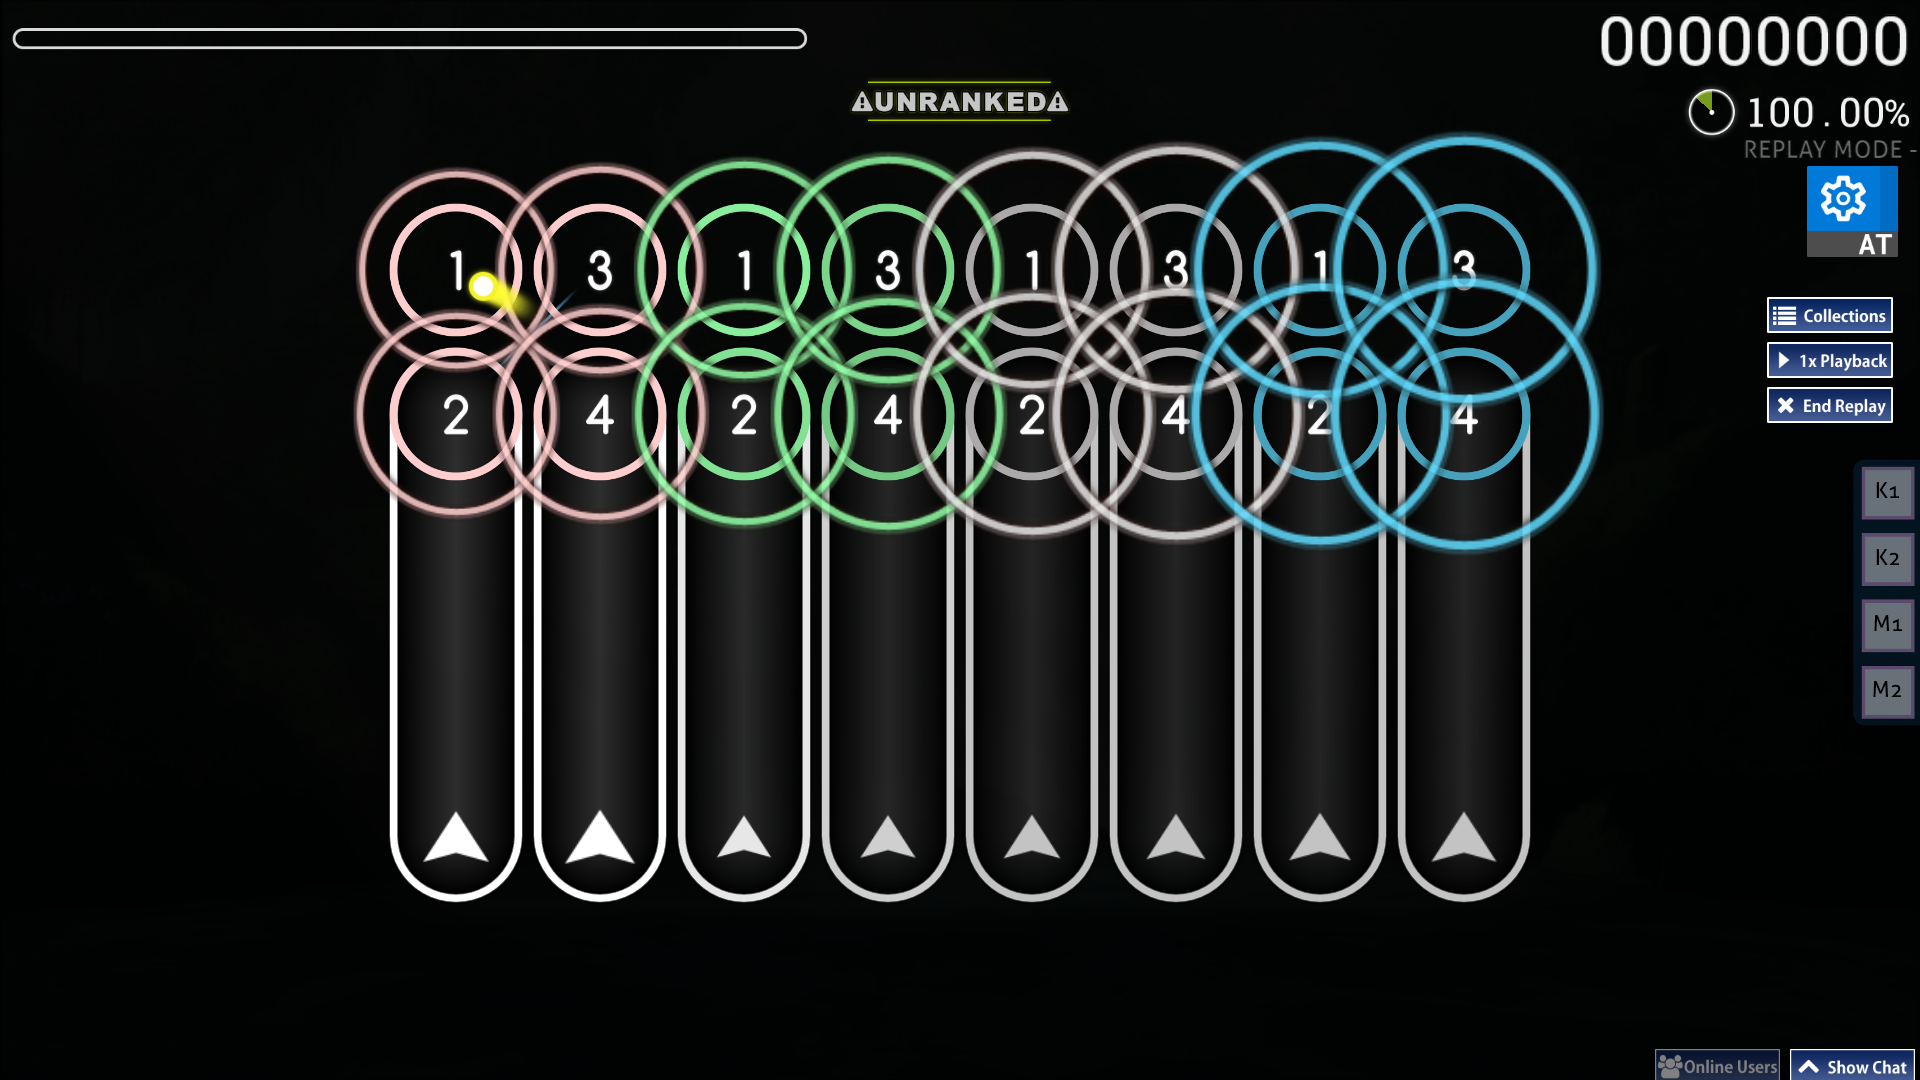 00000000
UNRANKED
100.00%
REPLAY MODE -
AT
1 3 1 3 1 3 1 3
Collections
1x Playback
End Replay
2 4 2 4 2 4 2 4
K1
K2
M1
M2
Online Users
Show Chat